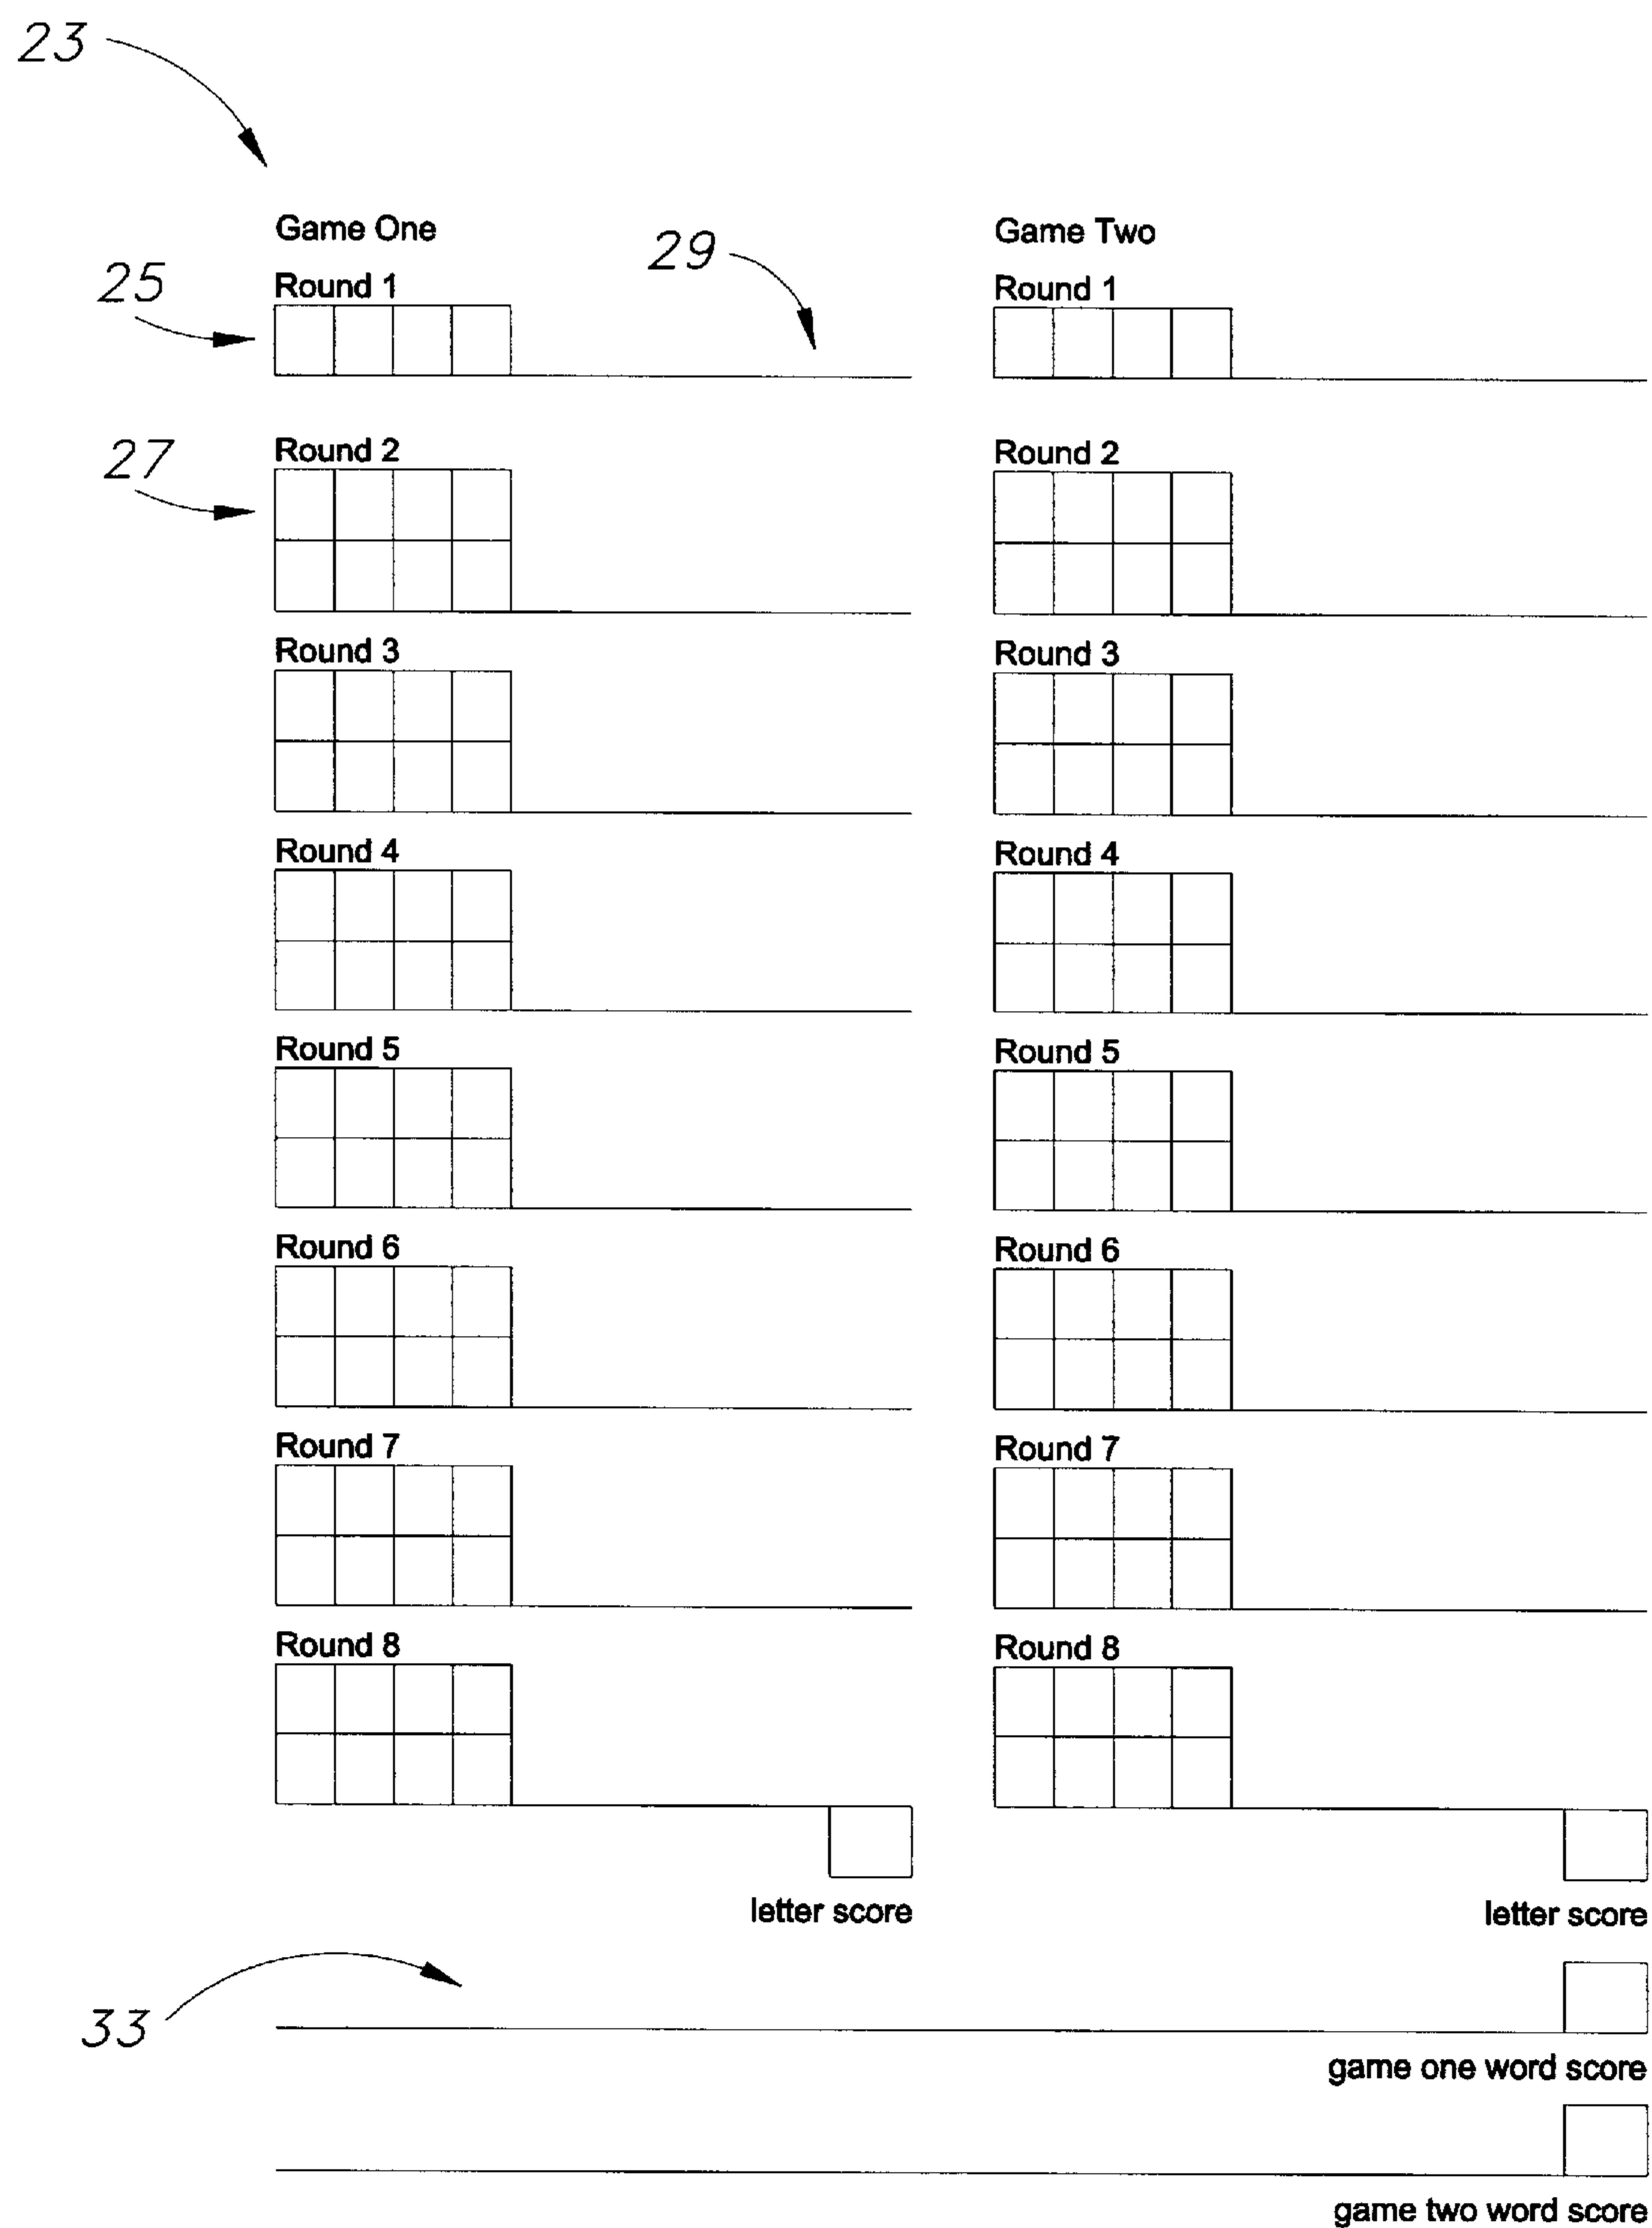 23
Game One
29
Game Two
25
Round 1
Round 1
27
Round 2
Round 2
Round 3
Round 3
Round 4
Round 4
Round 5
Round 5
Round 6
Round 6
Round 7
Round 7
Round 8
Round 8
letter score
letter score
33
game one word score
game two word score